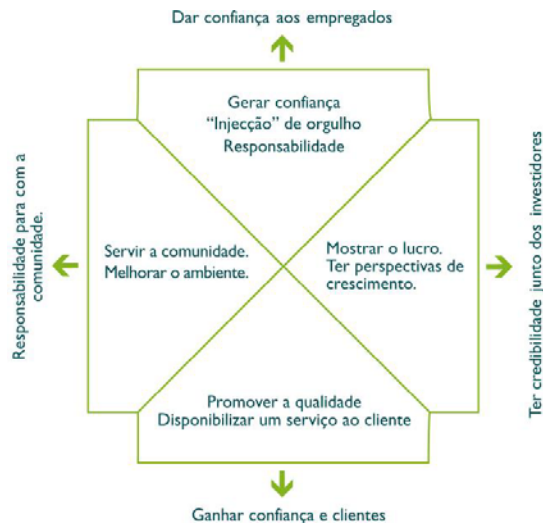 Dar confiança aos empregados
Gerar confiança
“Injecção” de orgulho
Responsabilidade
Responsabilidade para com a
comunidade.
Servir a comunidade.
Melhorar o ambiente.
Mostrar o lucro.
Ter perspectivas de
crescimento.
Ter credibilidade junto dos investidores
Promover a qualidade
Disponibilizar um serviço ao cliente
Ganhar confiança e clientes